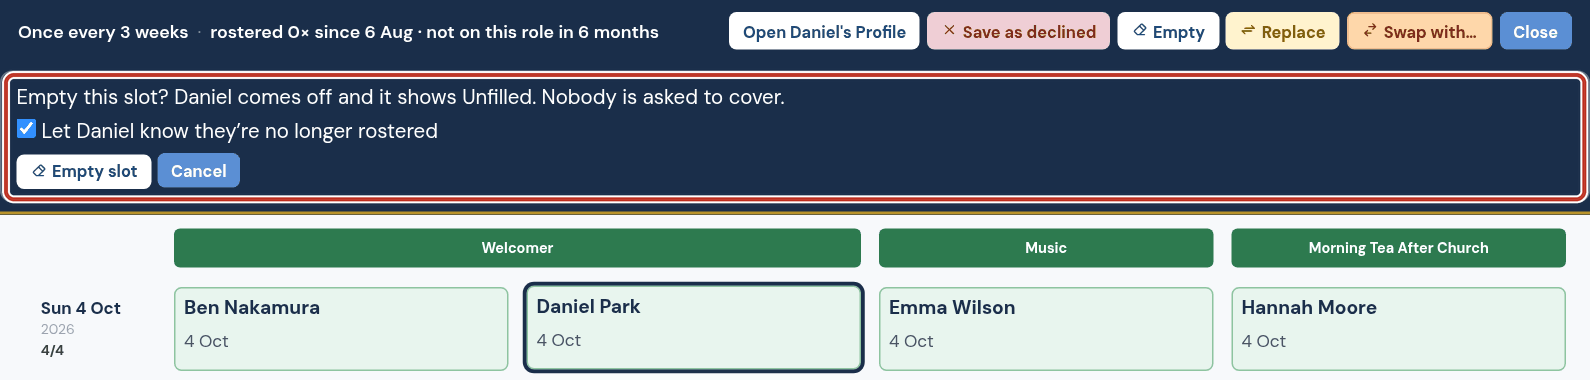 Once every 3 weeks · rostered 0× since 6 Aug · not on this role in 6 months
Open Daniel's Profile
Save as declined
Empty
Replace
Swap with...
Close
Empty this slot? Daniel comes off and it shows Unfilled. Nobody is asked to cover.
Let Daniel know they’re no longer rostered
Empty slot
Cancel
Welcomer
Music
Morning Tea After Church
Sun 4 Oct
2026
4/4
Ben Nakamura
4 Oct
Daniel Park
4 Oct
Emma Wilson
4 Oct
Hannah Moore
4 Oct